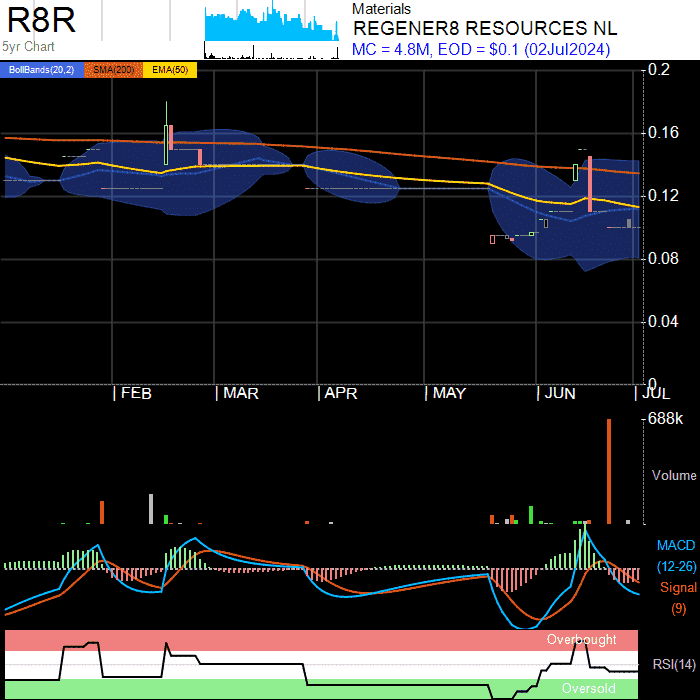 R8R
5yr Chart
Materials
REGENER8 RESOURCES NL
MC = 4.8M, EOD = $0.1 (02Jul2024)
BollBands(20,2) SMA(200) EMA(50)
0.2
0.16
0.12
0.08
0.04
0
FEB MAR APR MAY JUN JUL
688k
Volume
MACD
(12-26)
Signal
(9)
Overbought
RSI(14)
Oversold